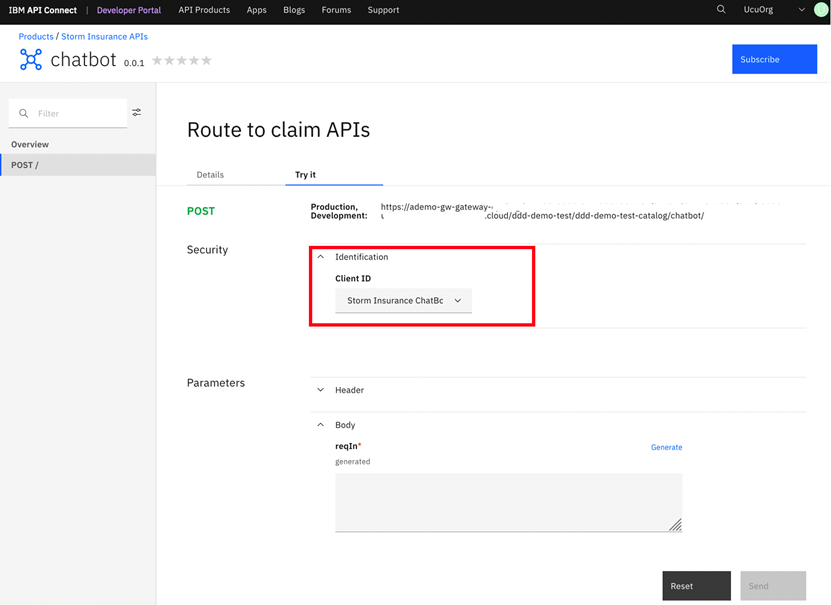 IBM API Connect | Developer Portal API Products Apps Blogs Forums Support UcuOrg
Products / Storm Insurance APIs
chatbot 0.0.1
Subscribe
Filter
Overview
POST /
Route to claim APIs
Details Try it
POST
Production, Development:
https://ademo-gw-gateway-
.cloud/ddd-demo-test/ddd-demo-test-catalog/chatbot/
Security
Identification
Client ID
Storm Insurance ChatBc
Parameters
Header
Body
reqIn*
Generate
generated
Reset Send